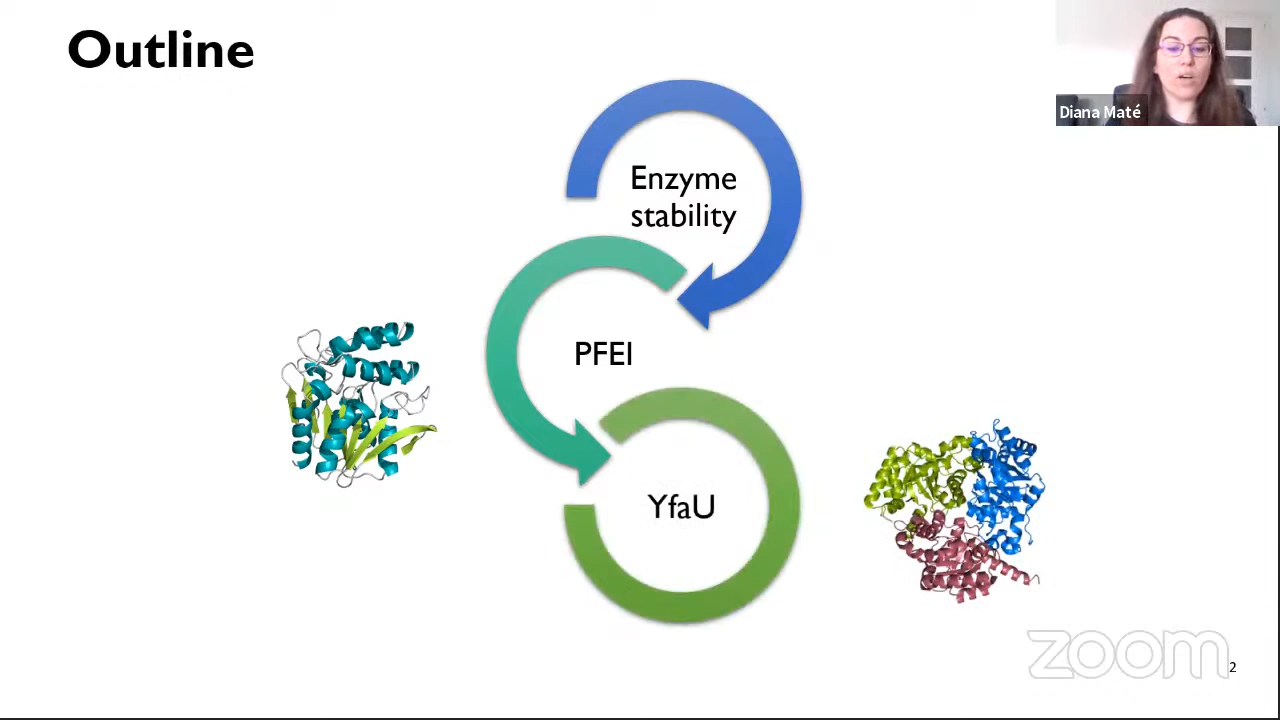 Outline
Diana Maté
Enzyme
stability
PFEI
YfaU
zoom
2